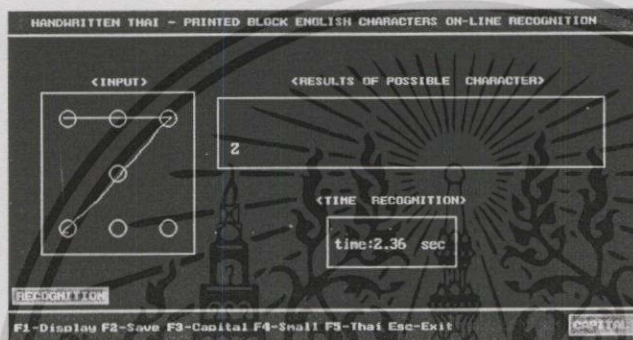 HANDWRITTEN THAI - PRINTED BLOCK ENGLISH CHARACTERS ON-LINE RECOGNITION
<INPUT>
<RESULTS OF POSSIBLE CHARACTER>
Z
<TIME RECOGNITION>
time:2.36 sec
RECOGNITION
F1-Display F2-Save F3-Capital F4-Small F5-Thai Esc-Exit
CAPITAL